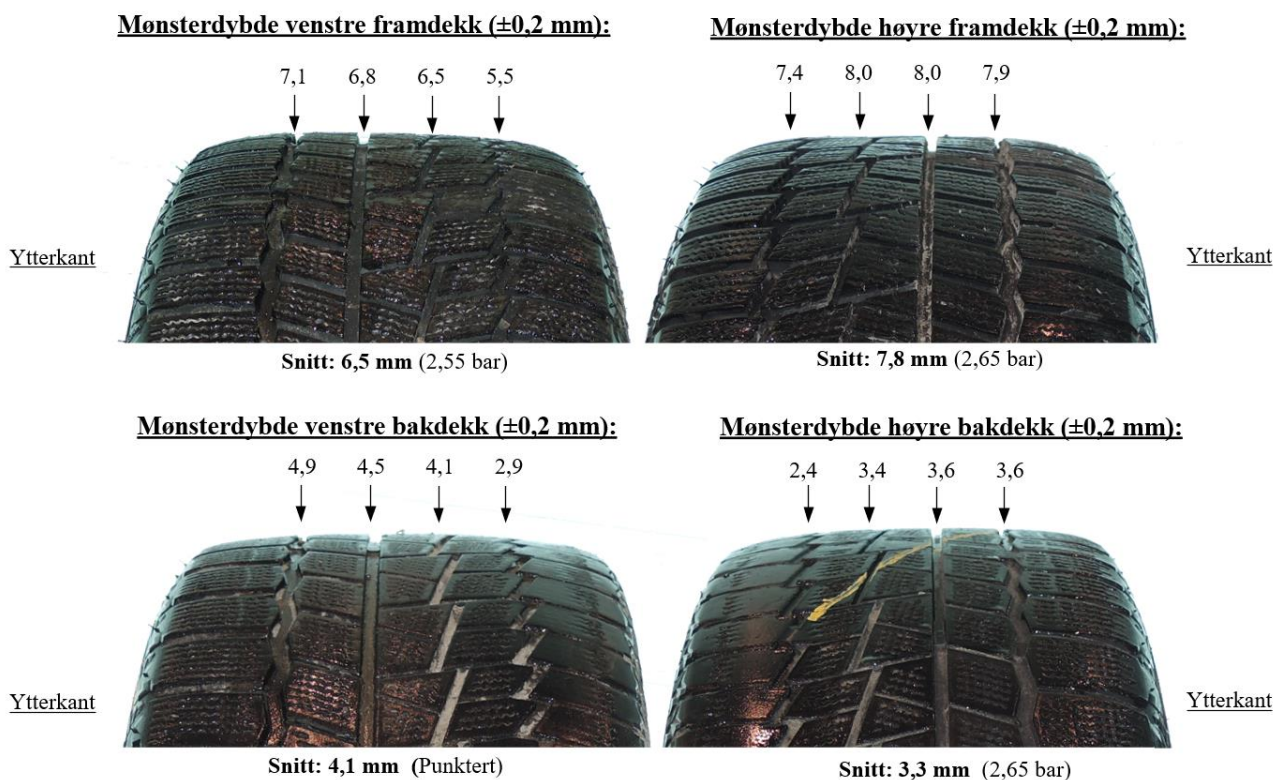 Mønsterdybde venstre framdekk (±0,2 mm):
7,1 6,8 6,5 5,5
Ytterkant
Snitt: 6,5 mm (2,55 bar)
Mønsterdybde høyre framdekk (±0,2 mm):
7,4 8,0 8,0 7,9
Ytterkant
Snitt: 7,8 mm (2,65 bar)
Mønsterdybde venstre bakdekk (±0,2 mm):
4,9 4,5 4,1 2,9
Ytterkant
Snitt: 4,1 mm (Punktert)
Mønsterdybde høyre bakdekk (±0,2 mm):
2,4 3,4 3,6 3,6
Ytterkant
Snitt: 3,3 mm (2,65 bar)